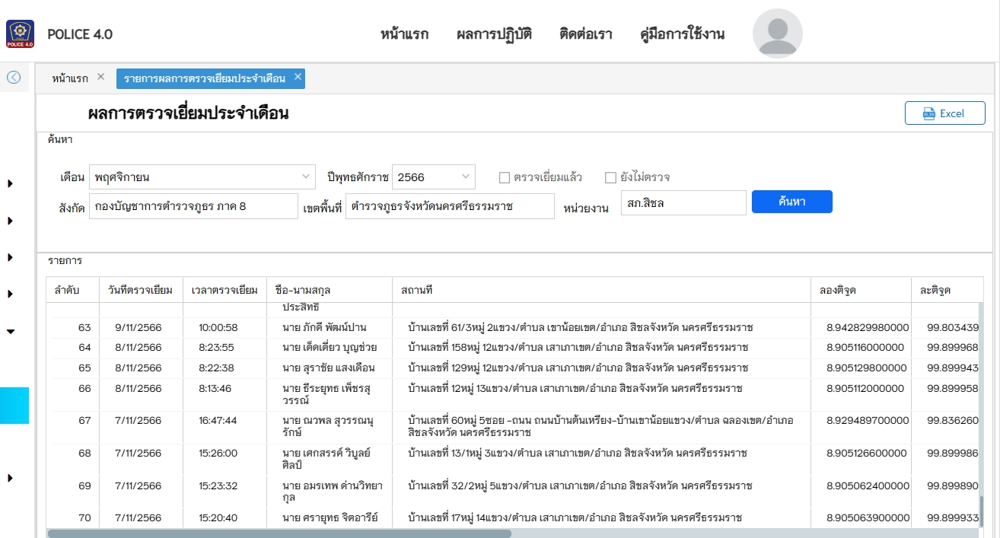 POLICE 4.0
POLICE 4.0
หน้าแรก ผลการปฏิบัติ ติดต่อเรา คู่มือการใช้งาน
หน้าแรก รายการผลการตรวจเยี่ยมประจำเดือน
ผลการตรวจเยี่ยมประจำเดือน
Excel
ค้นหา
เดือน พฤศจิกายน ปีพุทธศักราช 2566 ตรวจเยี่ยมแล้ว ยังไม่ตรวจ
สังกัด กองบัญชาการตำรวจภูธร ภาค 8 เขตพื้นที่ ตำรวจภูธรจังหวัดนครศรีธรรมราช หน่วยงาน สภ.สิชล ค้นหา
รายการ
ลำดับ วันที่ตรวจเยี่ยม เวลาตรวจเยี่ยม ชื่อ-นามสกุล สถานที่ ลองติจูด ละติจูด
ประสิทธิ์
63 9/11/2566 10:00:58 นาย ภักดี พัฒน์ปาน บ้านเลขที่ 61/3หมู่ 2แขวง/ตำบล เขาน้อยเขต/อำเภอ สิชลจังหวัด นครศรีธรรมราช 8.942829980000 99.803439
64 8/11/2566 8:23:55 นาย เด็ดเดี่ยว บุญช่วย บ้านเลขที่ 158หมู่ 12แขวง/ตำบล เสาเภาเขต/อำเภอ สิชลจังหวัด นครศรีธรรมราช 8.905116000000 99.899968
65 8/11/2566 8:22:38 นาย สุราชัย แสงเดือน บ้านเลขที่ 129หมู่ 12แขวง/ตำบล เสาเภาเขต/อำเภอ สิชลจังหวัด นครศรีธรรมราช 8.905129800000 99.899943
66 8/11/2566 8:13:46 นาย ธีระยุทธ เพ็ชรสุ บ้านเลขที่ 12หมู่ 13แขวง/ตำบล เสาเภาเขต/อำเภอ สิชลจังหวัด นครศรีธรรมราช 8.905112000000 99.899958
วรรณ์
67 7/11/2566 16:47:44 นาย ณวพล สุวรรณนุ บ้านเลขที่ 60หมู่ 5ซอย -ถนน ถนนบ้านต้นเหรียง-บ้านเขาน้อยแขวง/ตำบล ฉลองเขต/อำเภอ 8.929489700000 99.836260
รักษ์ สิชลจังหวัด นครศรีธรรมราช
68 7/11/2566 15:26:00 นาย เศกสรรค์ วิบูลย์ บ้านเลขที่ 13/1หมู่ 3แขวง/ตำบล เสาเภาเขต/อำเภอ สิชลจังหวัด นครศรีธรรมราช 8.905126600000 99.899986
ศิลป์
69 7/11/2566 15:23:32 นาย อมรเทพ ด่านวิทยา บ้านเลขที่ 32/2หมู่ 5แขวง/ตำบล เสาเภาเขต/อำเภอ สิชลจังหวัด นครศรีธรรมราช 8.905062400000 99.899890
กุล
70 7/11/2566 15:20:40 นาย ศรายุทธ จิตอารีย์ บ้านเลขที่ 17หมู่ 14แขวง/ตำบล เสาเภาเขต/อำเภอ สิชลจังหวัด นครศรีธรรมราช 8.905063900000 99.899933